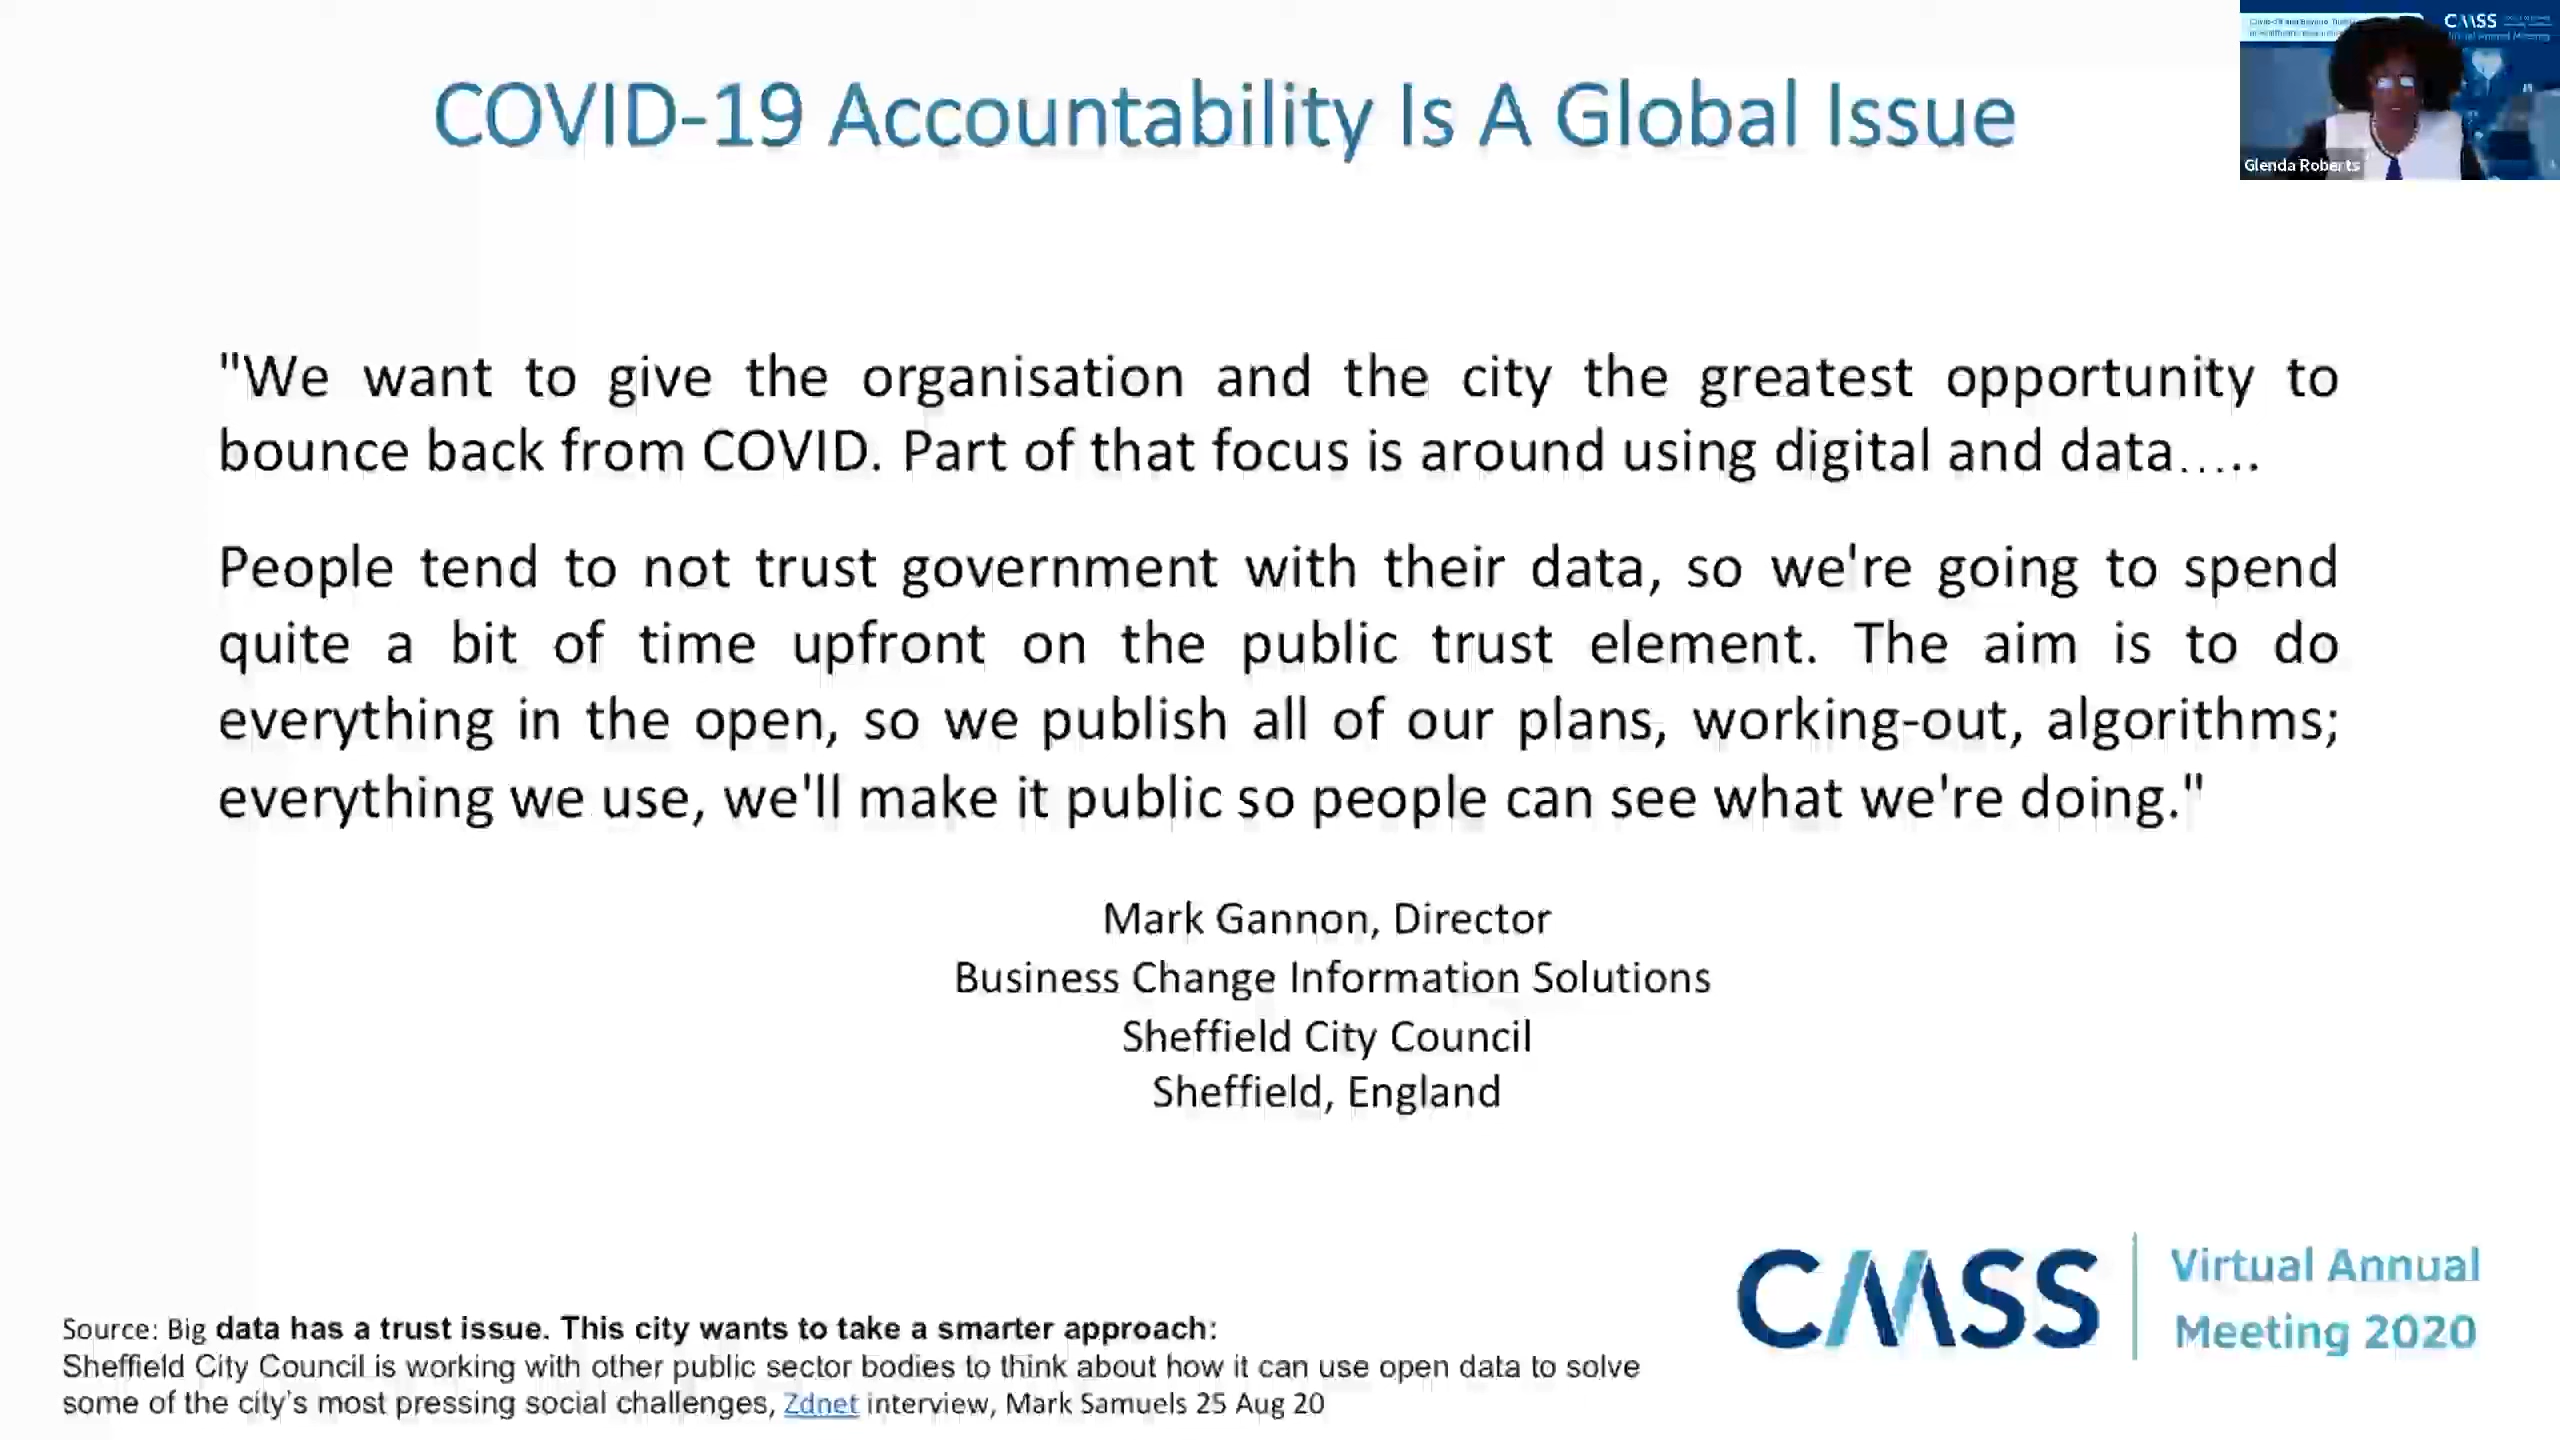 COVID-19 Accountability Is A Global Issue
CMSS
Glenda Roberts
"We want to give the organisation and the city the greatest opportunity to
bounce back from COVID. Part of that focus is around using digital and data.....
People tend to not trust government with their data, so we're going to spend
quite a bit of time upfront on the public trust element. The aim is to do
everything in the open, so we publish all of our plans, working-out, algorithms;
everything we use, we'll make it public so people can see what we're doing."
Mark Gannon, Director
Business Change Information Solutions
Sheffield City Council
Sheffield, England
CMSS
Virtual Annual
Meeting 2020
Source: Big data has a trust issue. This city wants to take a smarter approach:
Sheffield City Council is working with other public sector bodies to think about how it can use open data to solve
some of the city's most pressing social challenges, Zdnet interview, Mark Samuels 25 Aug 20